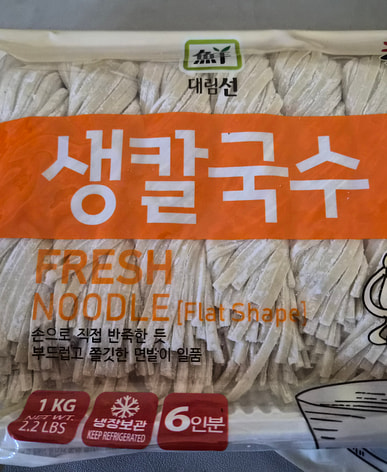 魚
대림선
생칼국수
FRESH
NOODLE [Flat Shape]
손으로 직접 반죽한 듯
부드럽고 쫄깃한 면발이 일품
1 KG
NET WT.
2.2 LBS
냉장보관
KEEP REFRIGERATED
6인분